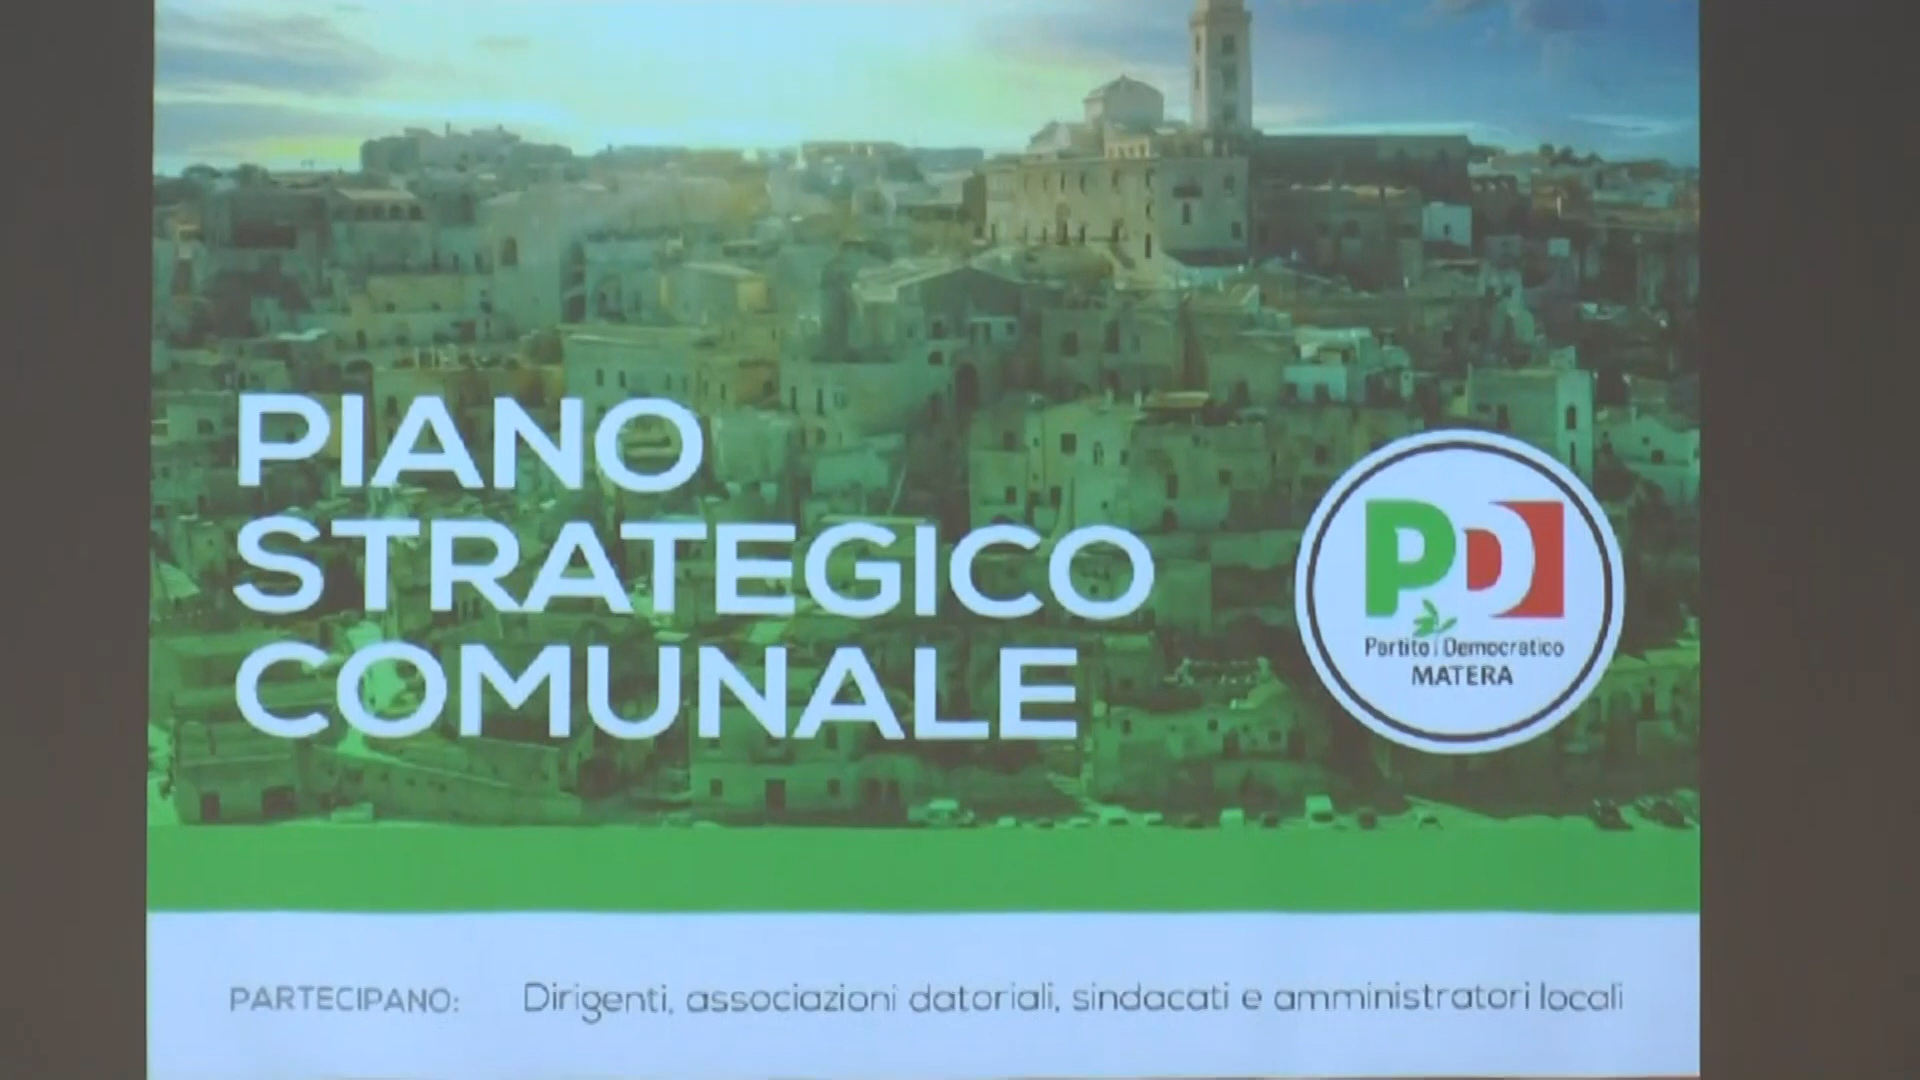 PIANO
STRATEGICO
COMUNALE
PD
Partito Democratico
MATERA
PARTECIPANO: Dirigenti, associazioni datoriali, sindacati e amministratori locali